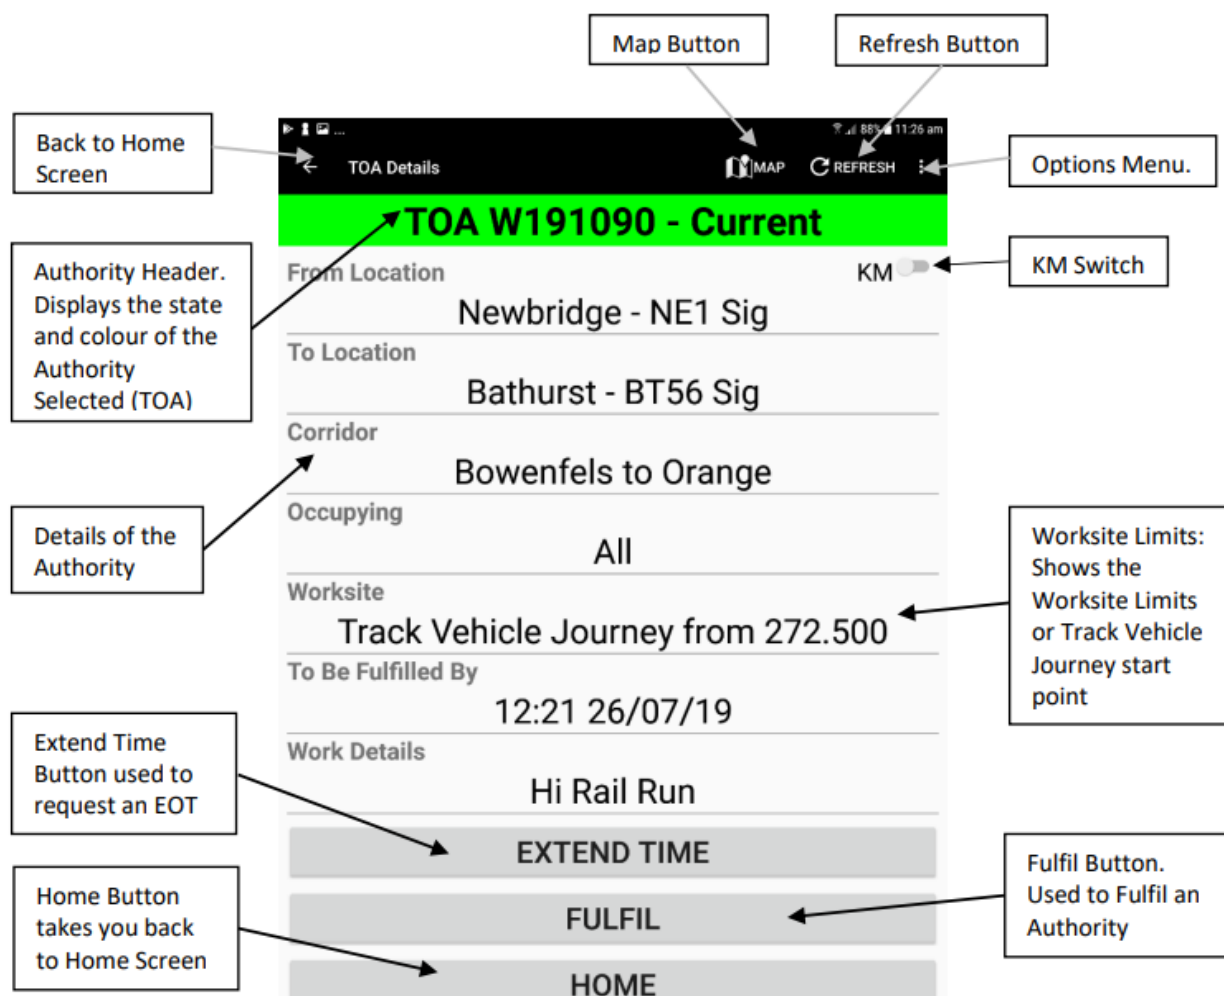 Map Button
Refresh Button
Back to Home
Screen
... 88% 11:26 am
TOA Details
MAP
REFRESH
Options Menu.
TOA W191090 - Current
Authority Header.
Displays the state
and colour of the
Authority
Selected (TOA)
From Location
KM
KM Switch
Newbridge - NE1 Sig
To Location
Bathurst - BT56 Sig
Corridor
Bowenfels to Orange
Details of the
Authority
Occupying
All
Worksite Limits:
Shows the
Worksite Limits
or Track Vehicle
Journey start
point
Worksite
Track Vehicle Journey from 272.500
To Be Fulfilled By
12:21 26/07/19
Extend Time
Button used to
request an EOT
Work Details
Hi Rail Run
EXTEND TIME
Fulfil Button.
Used to Fulfil an
Authority
FULFIL
Home Button
takes you back
to Home Screen
HOME